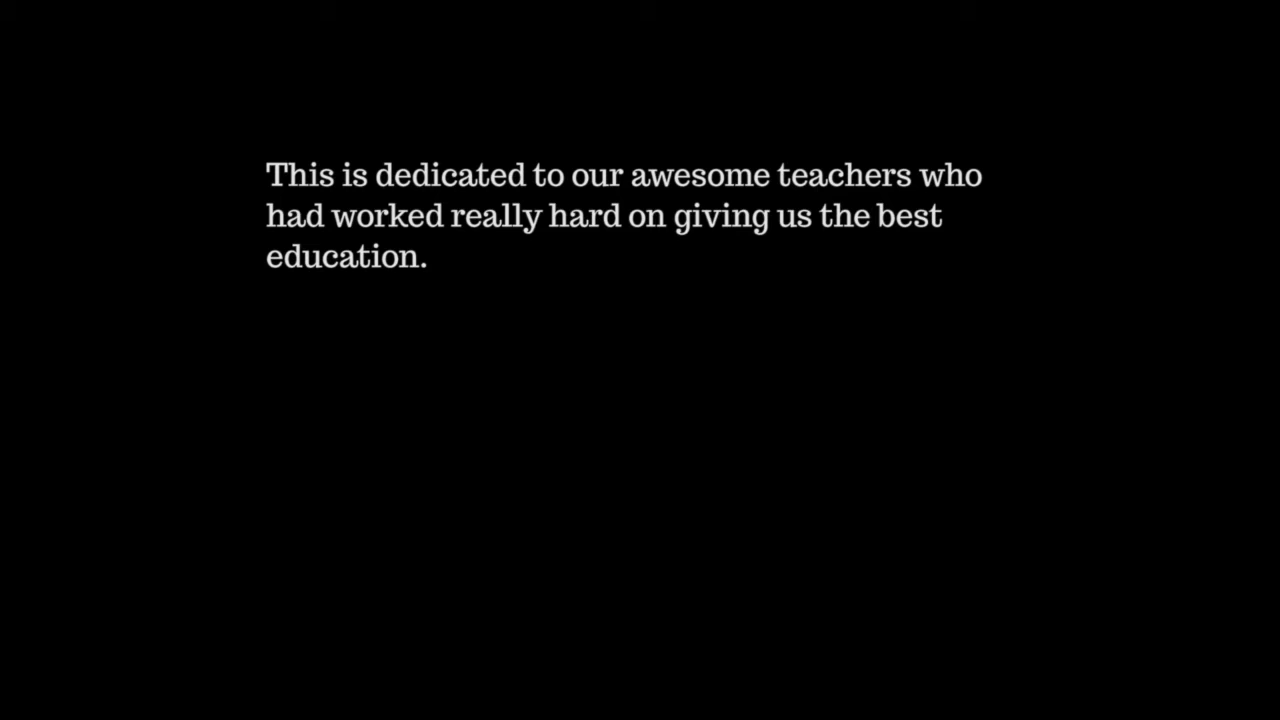 This is dedicated to our awesome teachers who
had worked really hard on giving us the best
education.